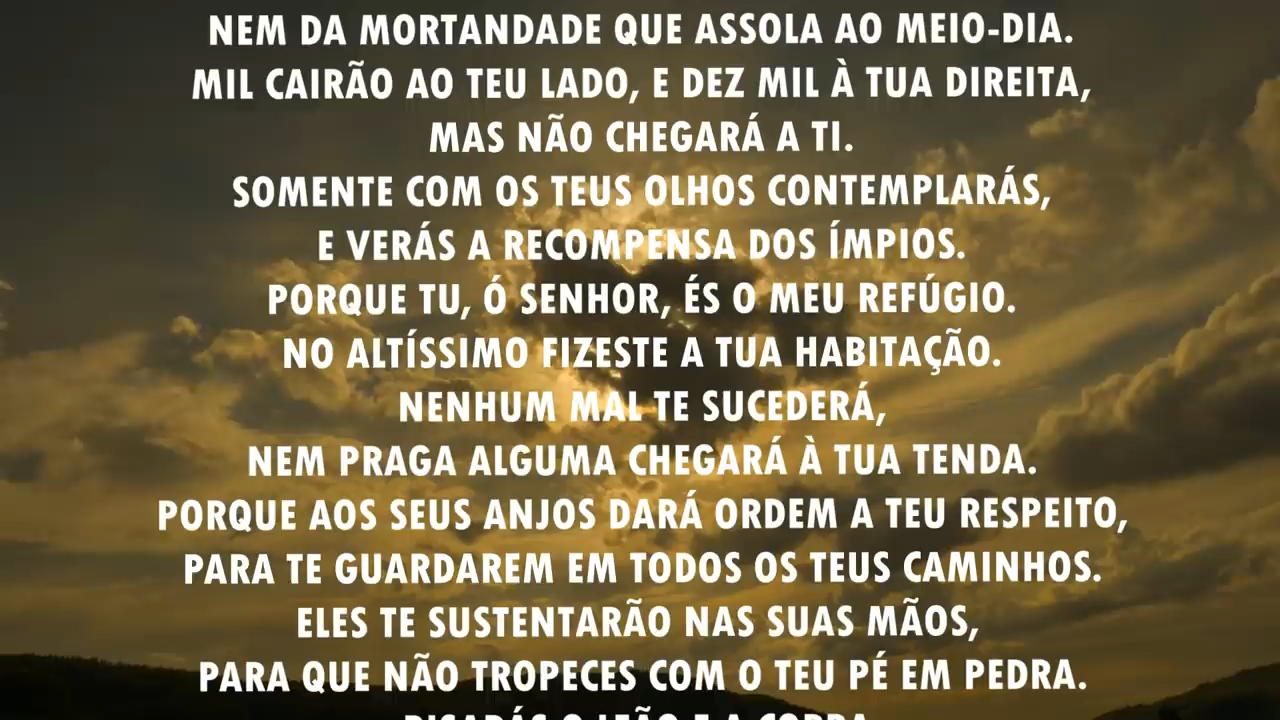 NEM DA MORTANDADE QUE ASSOLA AO MEIO-DIA.
MIL CAIRÃO AO TEU LADO, E DEZ MIL À TUA DIREITA,
MAS NÃO CHEGARÁ A TI.
SOMENTE COM OS TEUS OLHOS CONTEMPLARÁS,
E VERÁS A RECOMPENSA DOS ÍMPIOS.
PORQUE TU, Ó SENHOR, ÉS O MEU REFÚGIO.
NO ALTÍSSIMO FIZESTE A TUA HABITAÇÃO.
NENHUM MAL TE SUCEDERÁ,
NEM PRAGA ALGUMA CHEGARÁ À TUA TENDA.
PORQUE AOS SEUS ANJOS DARÁ ORDEM A TEU RESPEITO,
PARA TE GUARDAREM EM TODOS OS TEUS CAMINHOS.
ELES TE SUSTENTARÃO NAS SUAS MÃOS,
PARA QUE NÃO TROPECES COM O TEU PÉ EM PEDRA.